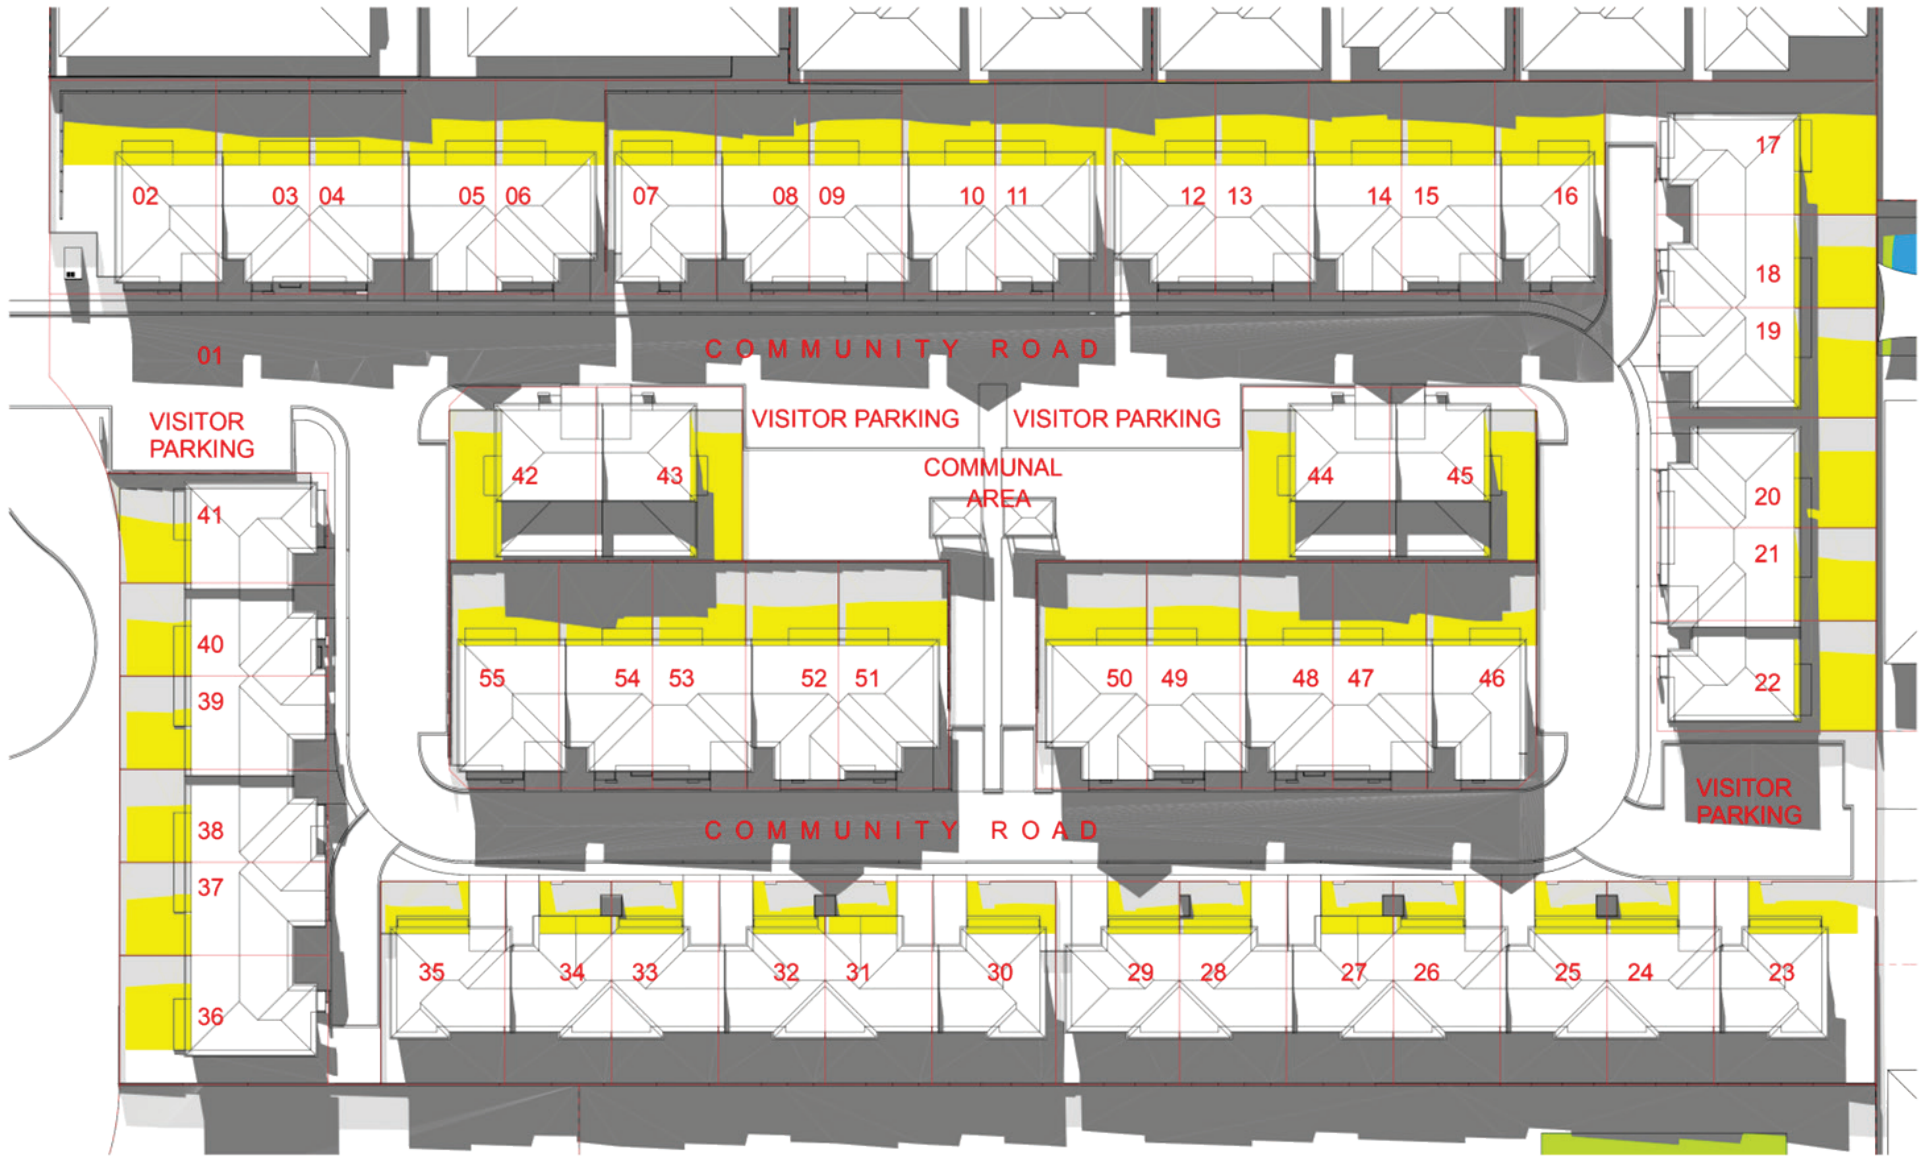 02 03 04 05 06 07 08 09 10 11 12 13 14 15 16 17
18
19
01 COMMUNITY ROAD
VISITOR
PARKING
VISITOR PARKING VISITOR PARKING
42 43 COMMUNAL
AREA
44 45
20
41
21
40
39
55 54 53 52 51 50 49 48 47 46 22
VISITOR
PARKING
38 COMMUNITY ROAD
37
36
35 34 33 32 31 30 29 28 27 26 25 24 23